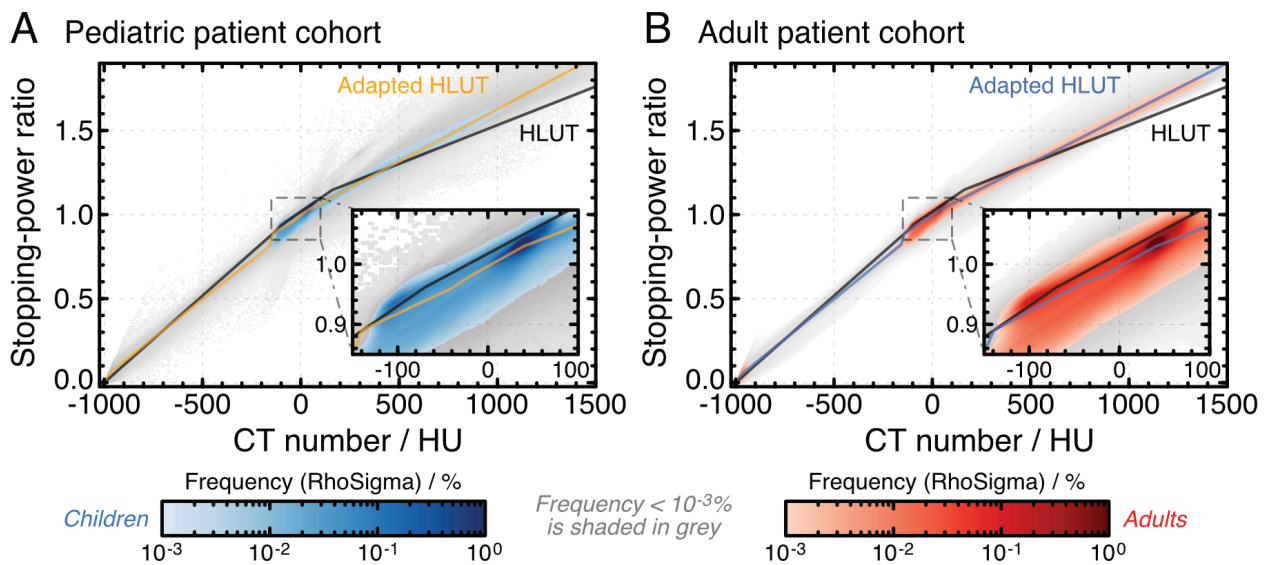 A Pediatric patient cohort
Stopping-power ratio
1.5
1.0
0.5
0.0
Adapted HLUT
HLUT
1.0
0.9
-100 0 100
-1000 -500 0 500 1000 1500
CT number / HU
B Adult patient cohort
Stopping-power ratio
1.5
1.0
0.5
0.0
Adapted HLUT
HLUT
1.0
0.9
-100 0 100
-1000 -500 0 500 1000 1500
CT number / HU
Frequency (RhoSigma) / %
Children
10⁻³ 10⁻² 10⁻¹ 10⁰
Frequency < 10⁻³%
is shaded in grey
Frequency (RhoSigma) / %
Adults
10⁻³ 10⁻² 10⁻¹ 10⁰